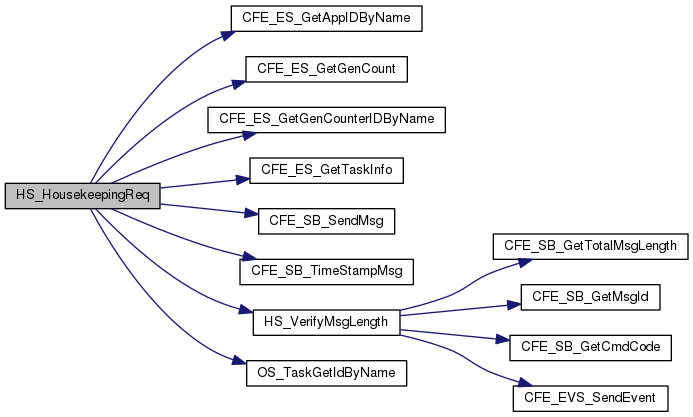 CFE_ES_GetAppIDByName
CFE_ES_GetGenCount
CFE_ES_GetGenCounterIDByName
CFE_ES_GetTaskInfo
HS_HousekeepingReq
CFE_SB_SendMsg
CFE_SB_TimeStampMsg
HS_VerifyMsgLength
OS_TaskGetIdByName
CFE_SB_GetTotalMsgLength
CFE_SB_GetMsgId
CFE_SB_GetCmdCode
CFE_EVS_SendEvent